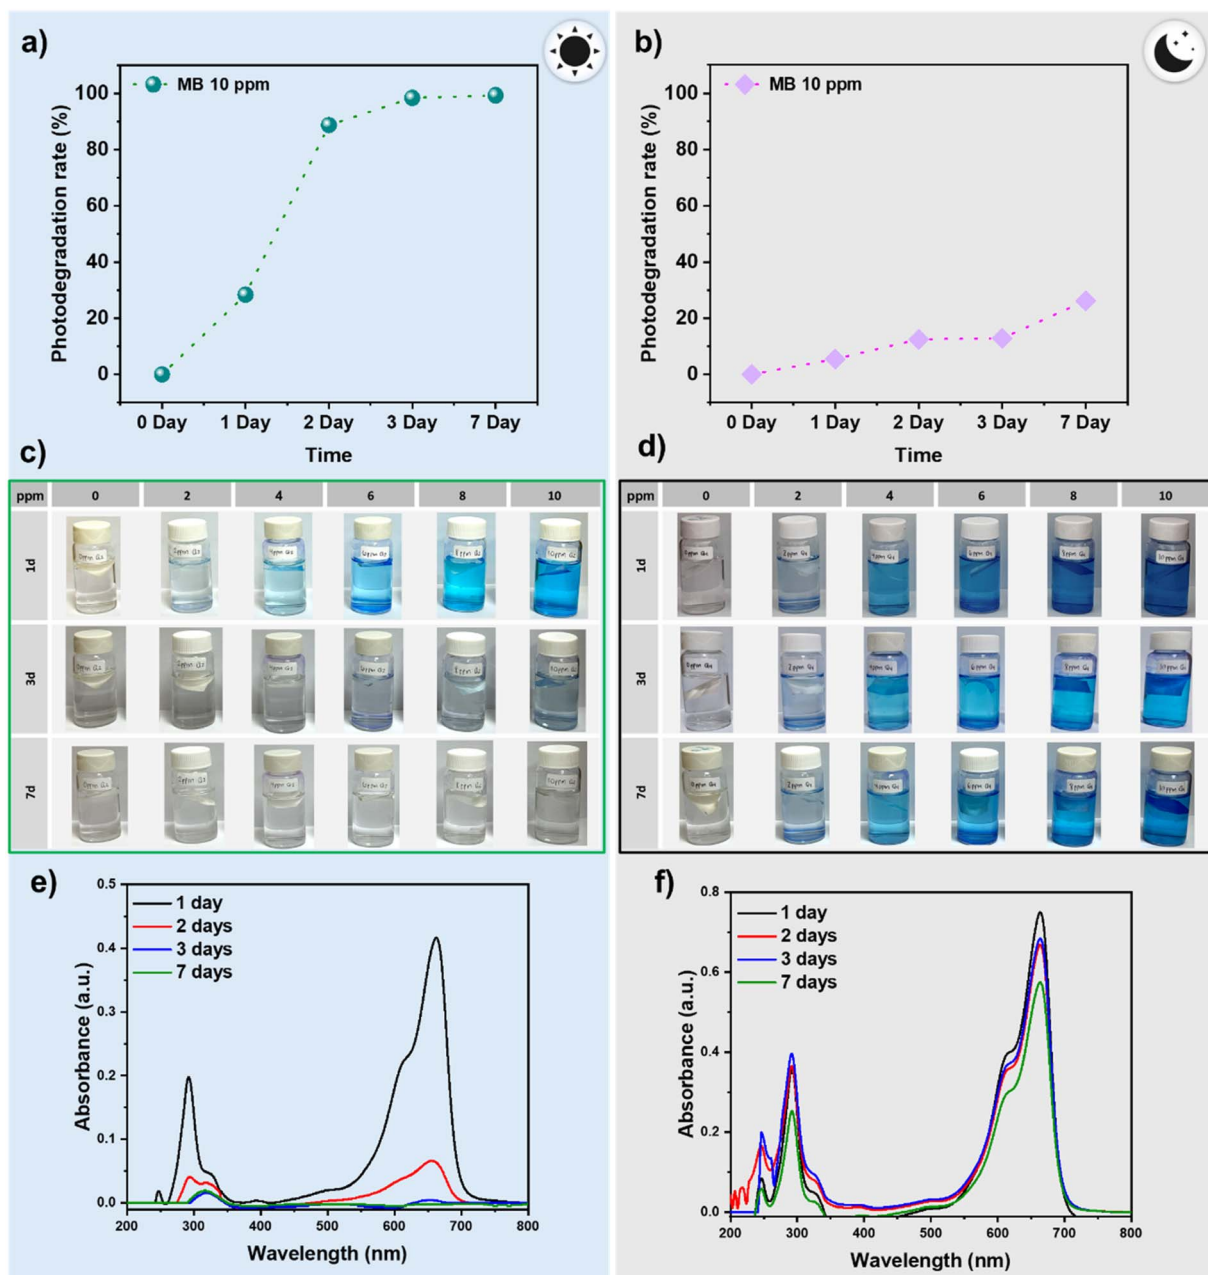 a)
MB 10 ppm
Photodegradation rate (%)
100
80
60
40
20
0
0 Day 1 Day 2 Day 3 Day 7 Day
Time
b)
MB 10 ppm
Photodegradation rate (%)
100
80
60
40
20
0
0 Day 1 Day 2 Day 3 Day 7 Day
Time
c)
ppm 0 2 4 6 8 10
1d
3d
7d
d)
ppm 0 2 4 6 8 10
1d
3d
7d
e)
1 day
2 days
3 days
7 days
Absorbance (a.u.)
0.5
0.4
0.3
0.2
0.1
0.0
200 300 400 500 600 700 800
Wavelength (nm)
f)
1 day
2 days
3 days
7 days
Absorbance (a.u.)
0.8
0.6
0.4
0.2
0.0
200 300 400 500 600 700 800
Wavelength (nm)